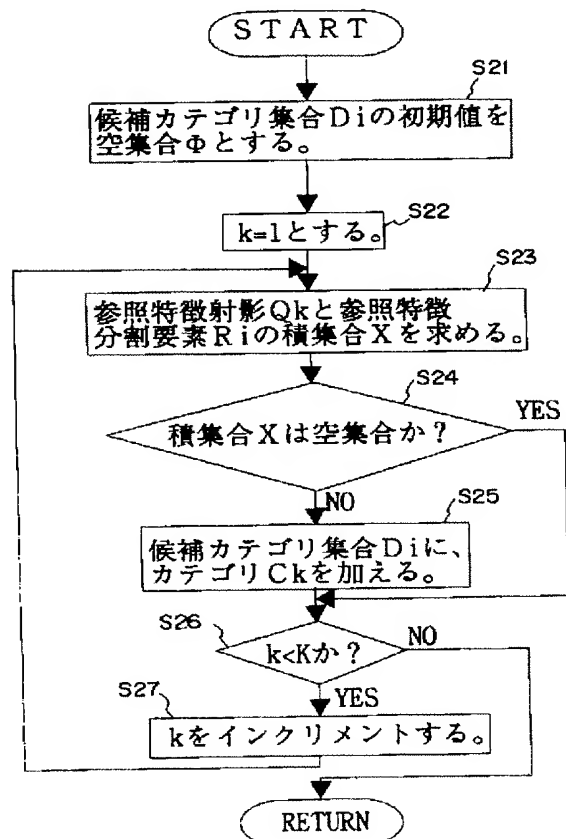 START
S21
候補カテゴリ集合Diの初期値を
空集合Φとする。
S22
k=1とする。
S23
参照特徴射影Qkと参照特徴
分割要素Riの積集合Xを求める。
S24
積集合Xは空集合か?
YES
NO
S25
候補カテゴリ集合Diに、
カテゴリCkを加える。
S26
k<Kか?
NO
YES
S27
kをインクリメントする。
RETURN